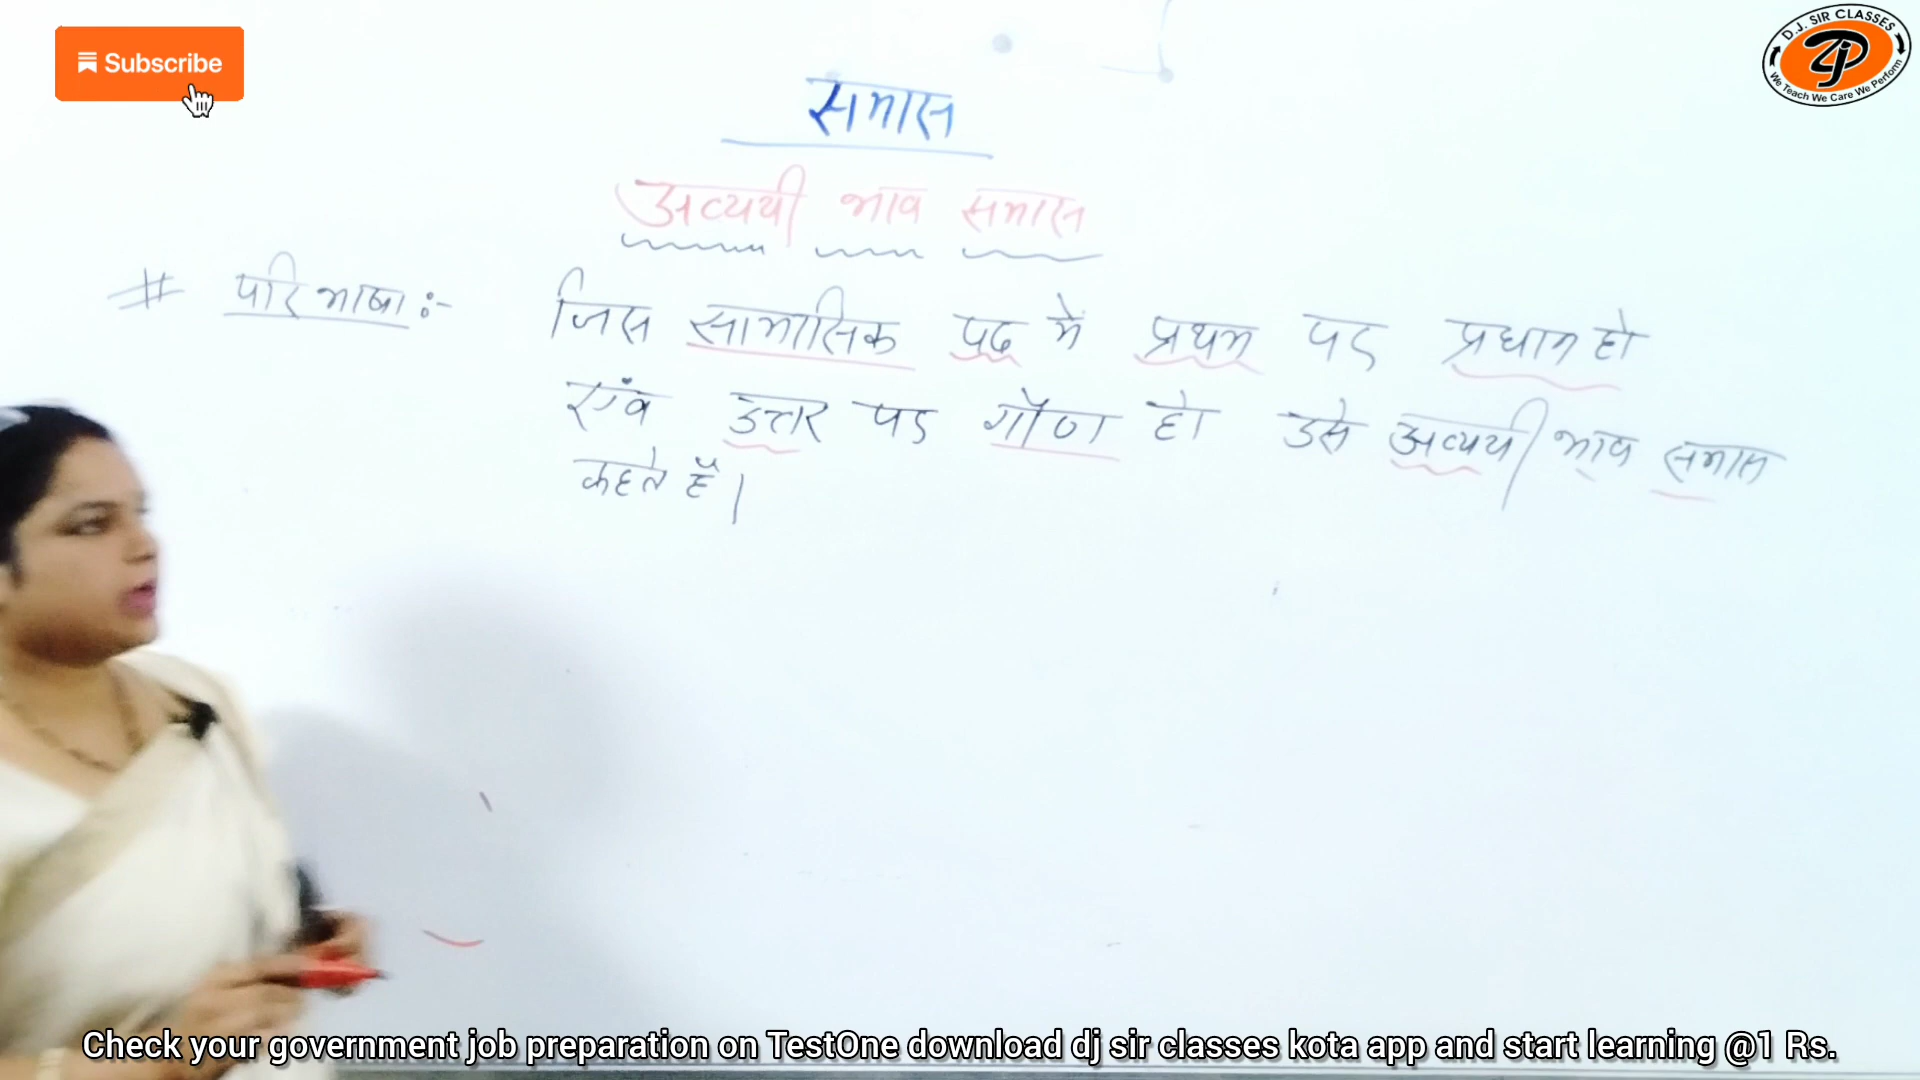 Subscribe
D.J. SIR CLASSES
We Teach We Care We Perform
समास
अव्ययी भाव समास
# परिभाषा :- जिस सामासिक पद मे प्रथम पद प्रधान हो
एंव उत्तर पद गौण हो उसे अव्ययी भाव समास
कहते हैं।
Check your government job preparation on TestOne download dj sir classes kota app and start learning @1 Rs.